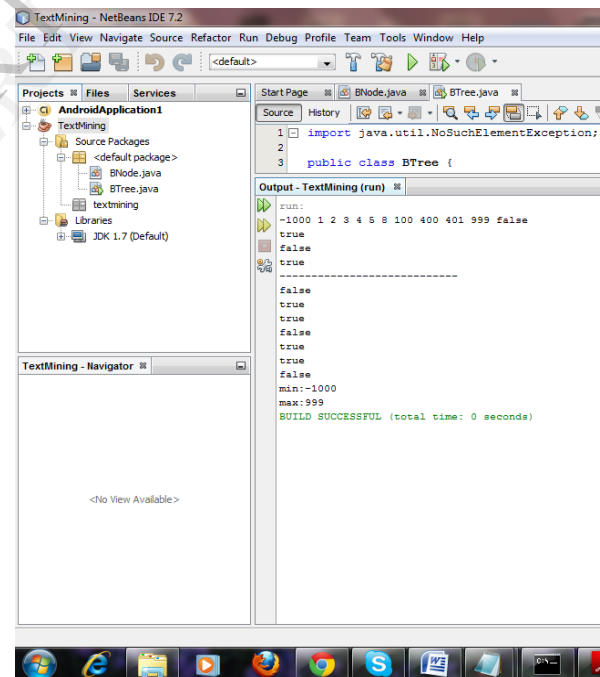 TextMining - NetBeans IDE 7.2
File Edit View Navigate Source Refactor Run Debug Profile Team Tools Window Help
<default>
Projects Files Services
Start Page BNode.java BTree.java
AndroidApplication1
TextMining
Source Packages
<default package>
BNode.java
BTree.java
textmining
Libraries
JDK 1.7 (Default)
Source History
1 import java.util.NoSuchElementException;
2
3 public class BTree {
Output - TextMining (run)
run:
-1000 1 2 3 4 5 8 100 400 401 999 false
true
false
true
----------------------------
false
true
true
false
true
true
false
min:-1000
max:999
BUILD SUCCESSFUL (total time: 0 seconds)
TextMining - Navigator
<No View Available>